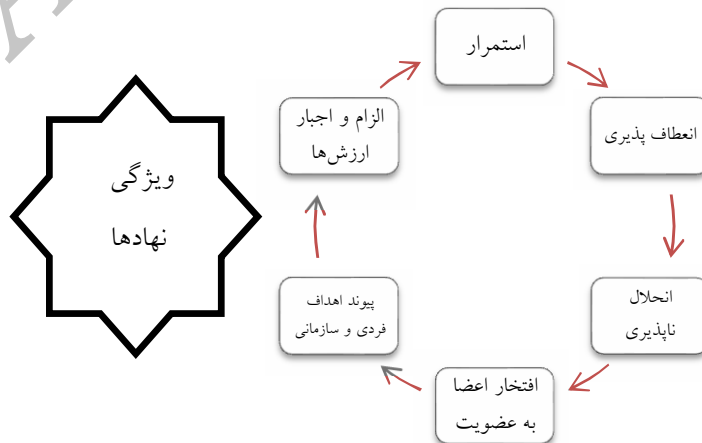 ویژگی
نهادها
استمرار
انعطاف پذیری
انحلال
ناپذیری
افتخار اعضا
به عضویت
پیوند اهداف
فردی و سازمانی
الزام و اجبار
ارزش‌ها